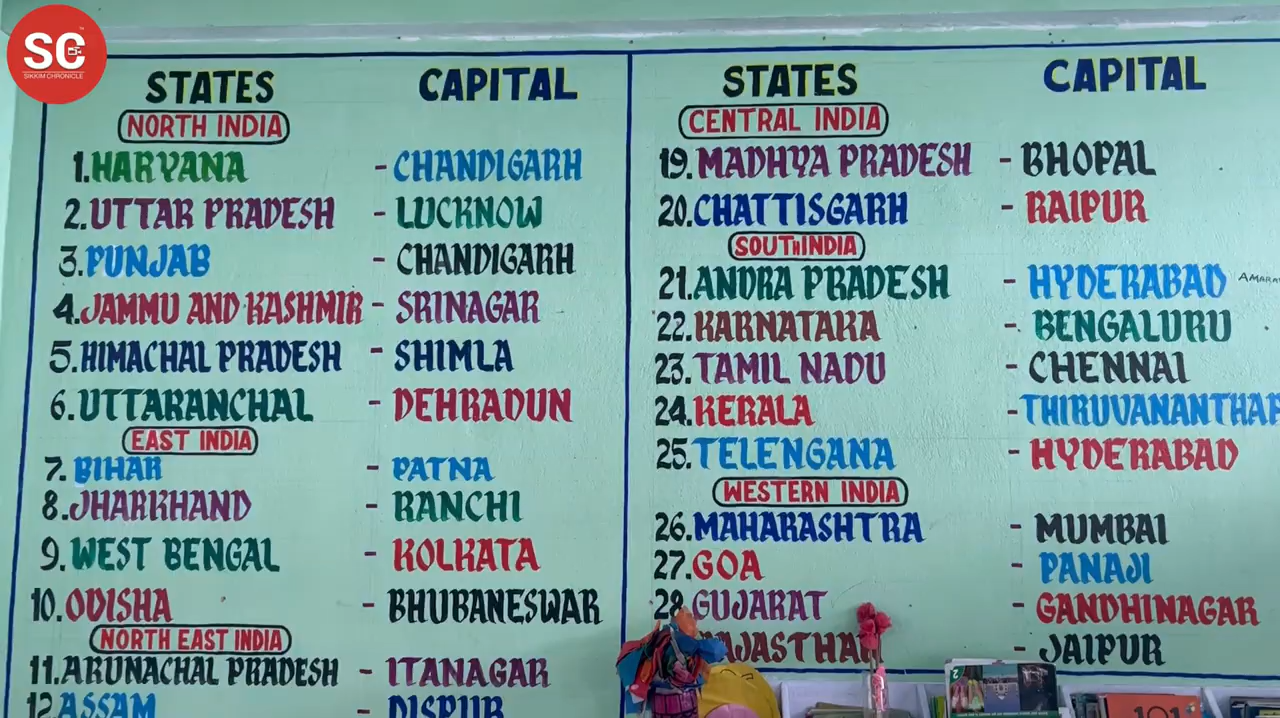 SC
SIKKIM CHRONICLE
STATES CAPITAL
NORTH INDIA
1. HARYANA - CHANDIGARH
2. UTTAR PRADESH - LUCKNOW
3. PUNJAB - CHANDIGARH
4. JAMMU AND KASHMIR - SRINAGAR
5. HIMACHAL PRADESH - SHIMLA
6. UTTARANCHAL - DEHRADUN
EAST INDIA
7. BIHAR - PATNA
8. JHARKHAND - RANCHI
9. WEST BENGAL - KOLKATA
10. ODISHA - BHUBANESWAR
NORTH EAST INDIA
11. ARUNACHAL PRADESH - ITANAGAR
12. ASSAM - DISPUR
STATES CAPITAL
CENTRAL INDIA
19. MADHYA PRADESH - BHOPAL
20. CHATTISGARH - RAIPUR
SOUTH INDIA
21. ANDRA PRADESH - HYDERABAD
22. KARNATAKA - BENGALURU
23. TAMIL NADU - CHENNAI
24. KERALA - THIRUVANANTHAP
25. TELENGANA - HYDERABAD
WESTERN INDIA
26. MAHARASHTRA - MUMBAI
27. GOA - PANAJI
28 GUJARAT - GANDHINAGAR
- JAIPUR
101